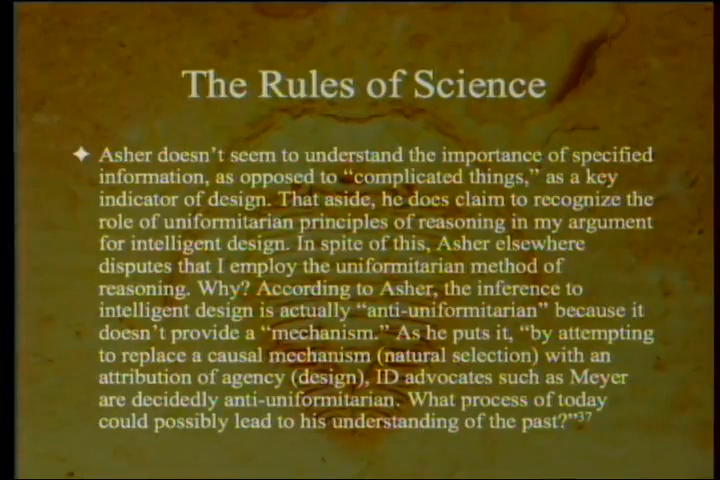 The Rules of Science
✦ Asher doesn't seem to understand the importance of specified
information, as opposed to “complicated things,” as a key
indicator of design. That aside, he does claim to recognize the
role of uniformitarian principles of reasoning in my argument
for intelligent design. In spite of this, Asher elsewhere
disputes that I employ the uniformitarian method of
reasoning. Why? According to Asher, the inference to
intelligent design is actually “anti-uniformitarian” because it
doesn't provide a “mechanism.” As he puts it, “by attempting
to replace a causal mechanism (natural selection) with an
attribution of agency (design), ID advocates such as Meyer
are decidedly anti-uniformitarian. What process of today
could possibly lead to his understanding of the past?”37